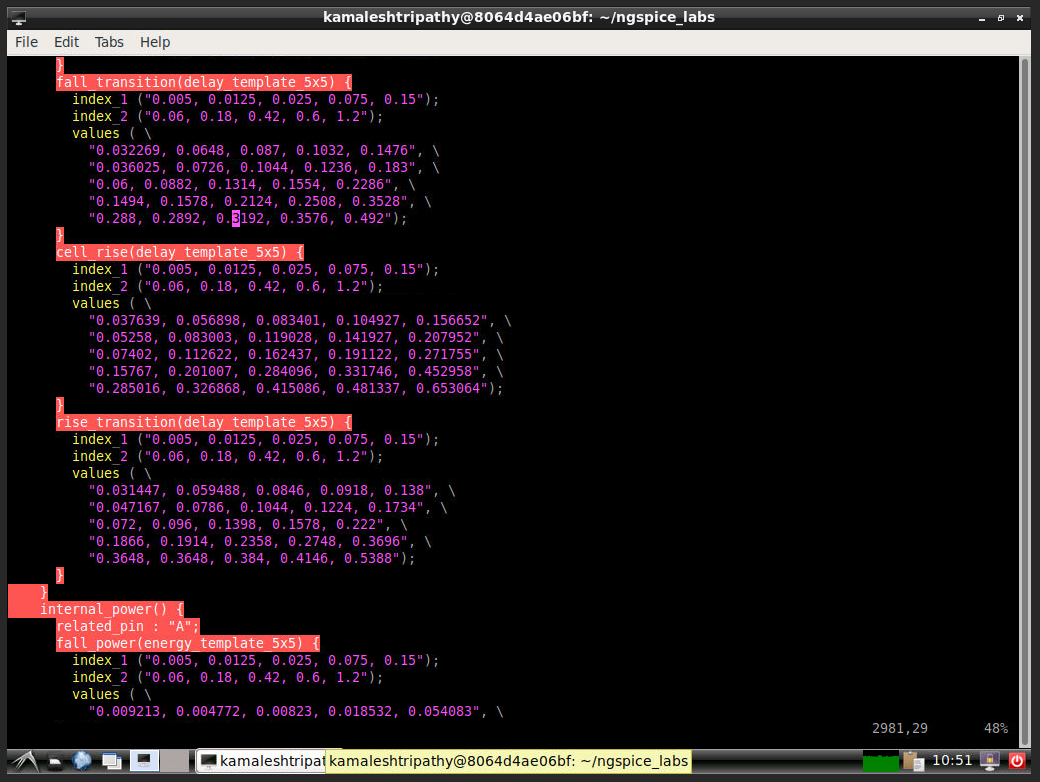 kamaleshtripathy@8064d4ae06bf: ~/ngspice_labs
File Edit Tabs Help
}
fall_transition(delay_template_5x5) {
index_1 ("0.005, 0.0125, 0.025, 0.075, 0.15");
index_2 ("0.06, 0.18, 0.42, 0.6, 1.2");
values ( \
"0.032269, 0.0648, 0.087, 0.1032, 0.1476", \
"0.036025, 0.0726, 0.1044, 0.1236, 0.183", \
"0.06, 0.0882, 0.1314, 0.1554, 0.2286", \
"0.1494, 0.1578, 0.2124, 0.2508, 0.3528", \
"0.288, 0.2892, 0.3192, 0.3576, 0.492");
}
cell_rise(delay_template_5x5) {
index_1 ("0.005, 0.0125, 0.025, 0.075, 0.15");
index_2 ("0.06, 0.18, 0.42, 0.6, 1.2");
values ( \
"0.037639, 0.056898, 0.083401, 0.104927, 0.156652", \
"0.05258, 0.083003, 0.119028, 0.141927, 0.207952", \
"0.07402, 0.112622, 0.162437, 0.191122, 0.271755", \
"0.15767, 0.201007, 0.284096, 0.331746, 0.452958", \
"0.285016, 0.326868, 0.415086, 0.481337, 0.653064");
}
rise_transition(delay_template_5x5) {
index_1 ("0.005, 0.0125, 0.025, 0.075, 0.15");
index_2 ("0.06, 0.18, 0.42, 0.6, 1.2");
values ( \
"0.031447, 0.059488, 0.0846, 0.0918, 0.138", \
"0.047167, 0.0786, 0.1044, 0.1224, 0.1734", \
"0.072, 0.096, 0.1398, 0.1578, 0.222", \
"0.1866, 0.1914, 0.2358, 0.2748, 0.3696", \
"0.3648, 0.3648, 0.384, 0.4146, 0.5388");
}
}
internal_power() {
related_pin : "A";
fall_power(energy_template_5x5) {
index_1 ("0.005, 0.0125, 0.025, 0.075, 0.15");
index_2 ("0.06, 0.18, 0.42, 0.6, 1.2");
values ( \
"0.009213, 0.004772, 0.00823, 0.018532, 0.054083", \
2981,29 48%
kamaleshtripat kamaleshtripathy@8064d4ae06bf: ~/ngspice_labs 10:51